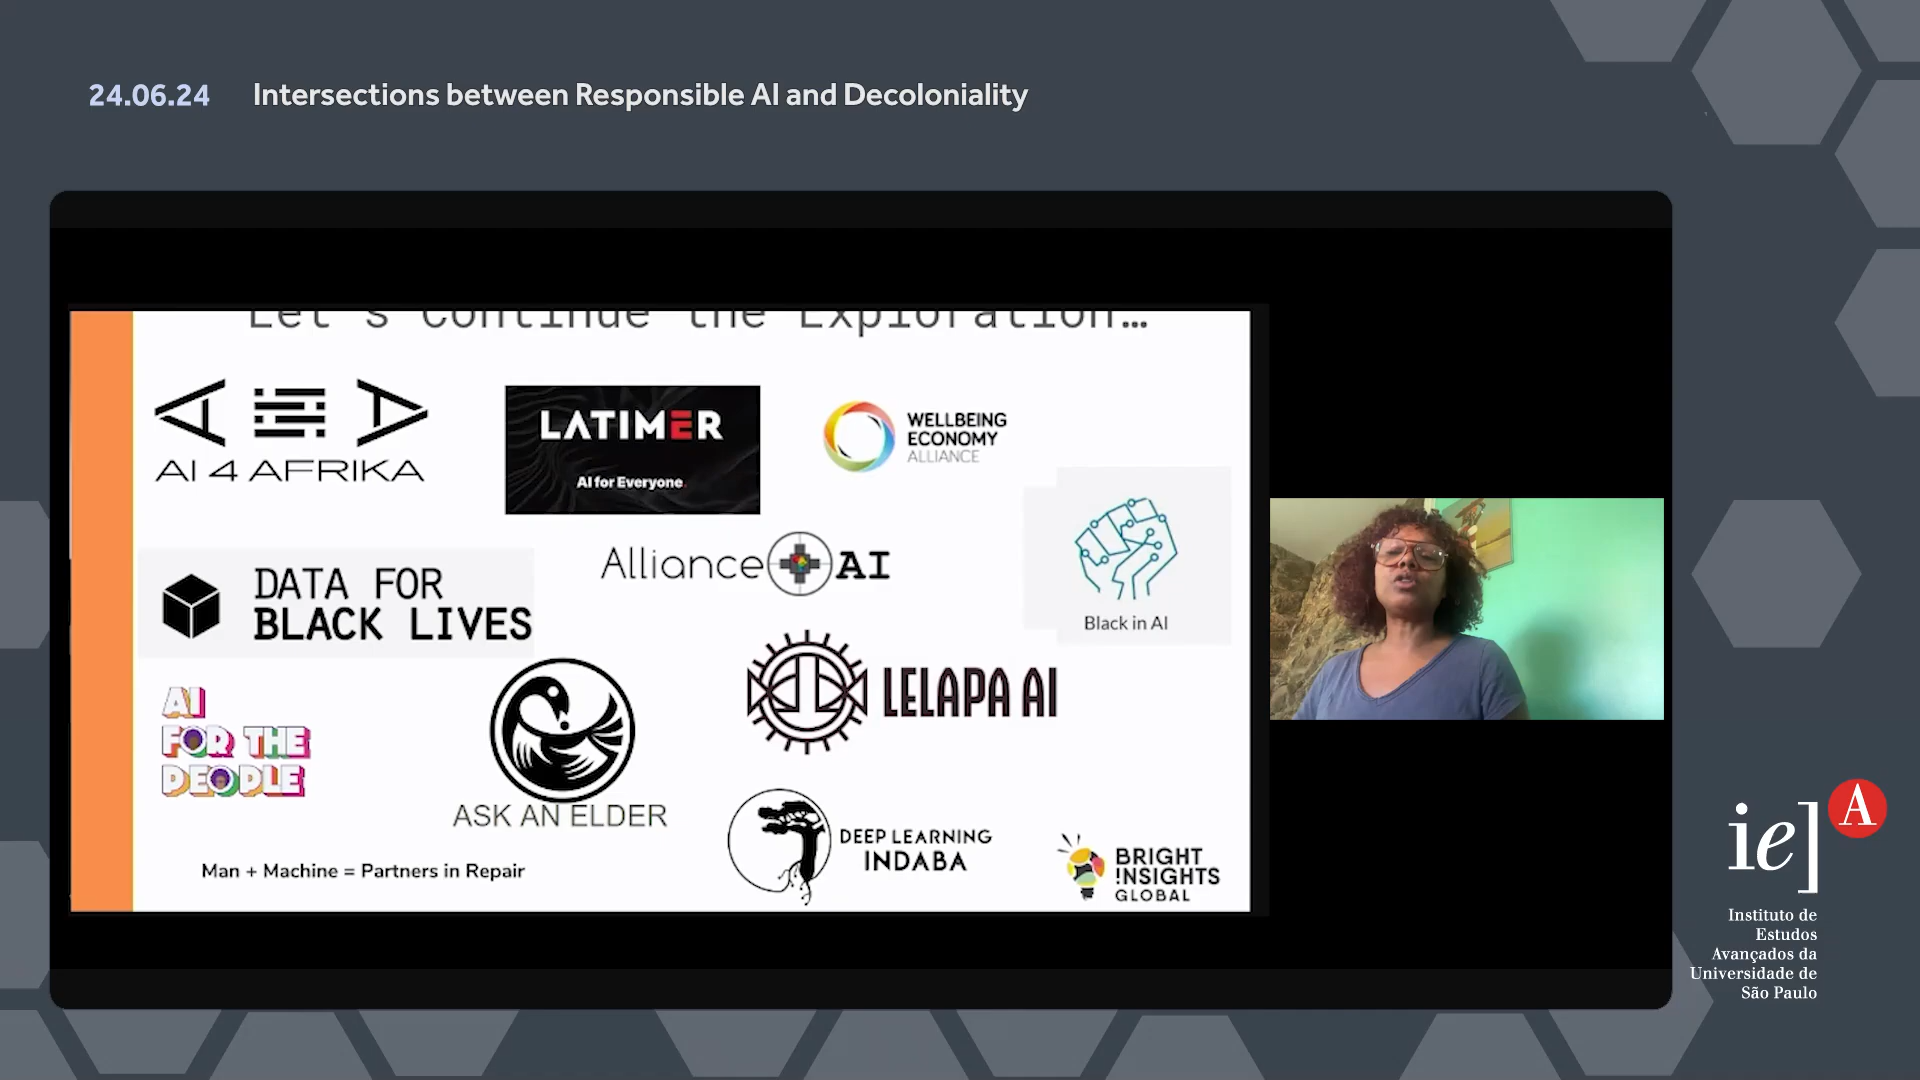 24.06.24 Intersections between Responsible AI and Decoloniality
Let's Continue the Exploration…
AI 4 AFRIKA
LATIMER
AI for Everyone.
WELLBEING
ECONOMY
ALLIANCE
DATA FOR
BLACK LIVES
Alliance AI
Black in AI
AI
FOR THE
PEOPLE
ASK AN ELDER
LELAPA AI
Man + Machine = Partners in Repair
DEEP LEARNING
INDABA
BRIGHT
!NSIGHTS
GLOBAL
ie] A
Instituto de
Estudos
Avançados da
Universidade de
São Paulo